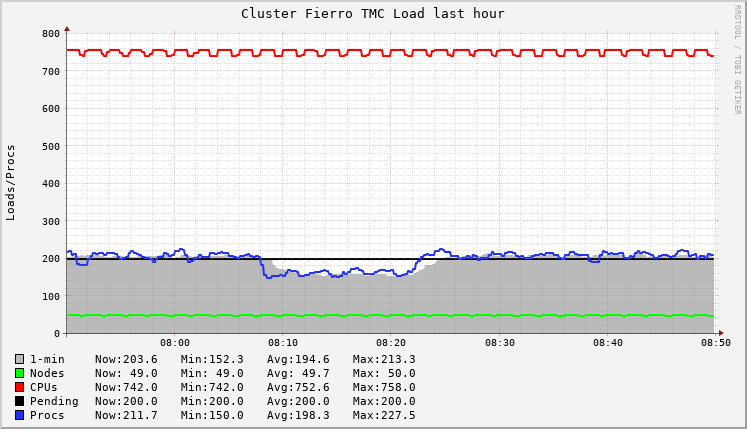 Cluster Fierro TMC Load last hour
RRDTOOL / TOBI OETIKER
Loads/Procs
800
700
600
500
400
300
200
100
0
08:00 08:10 08:20 08:30 08:40 08:50
1-min Now:203.6 Min:152.3 Avg:194.6 Max:213.3
Nodes Now: 49.0 Min: 49.0 Avg: 49.7 Max: 50.0
CPUs Now:742.0 Min:742.0 Avg:752.6 Max:758.0
Pending Now:200.0 Min:200.0 Avg:200.0 Max:200.0
Procs Now:211.7 Min:150.0 Avg:198.3 Max:227.5